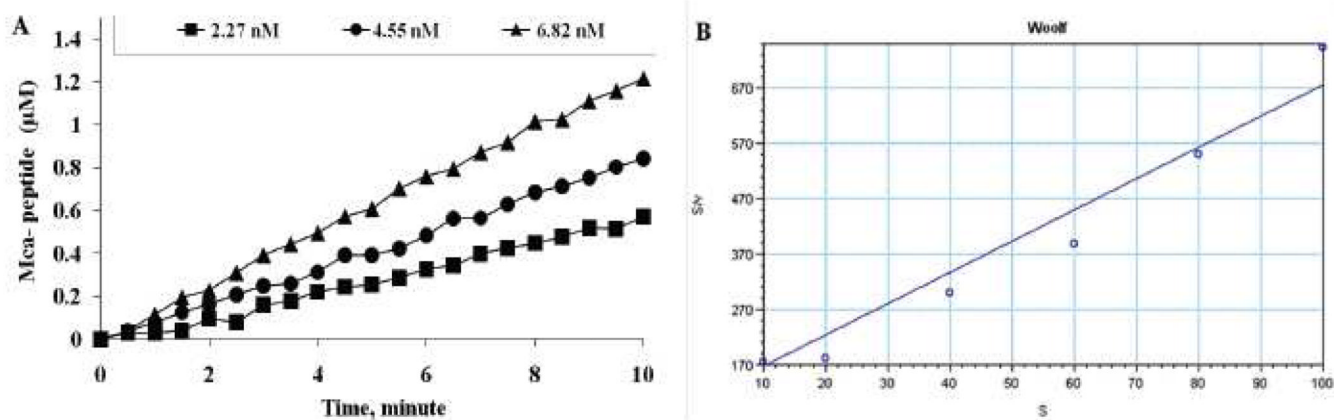 A
2.27 nM 4.55 nM 6.82 nM
Mca- peptide (µM)
1.4
1.2
1
0.8
0.6
0.4
0.2
0
0 2 4 6 8 10
Time, minute
B
Woolf
S/v
670
570
470
370
270
170
10 20 30 40 50 60 70 80 90 100
S